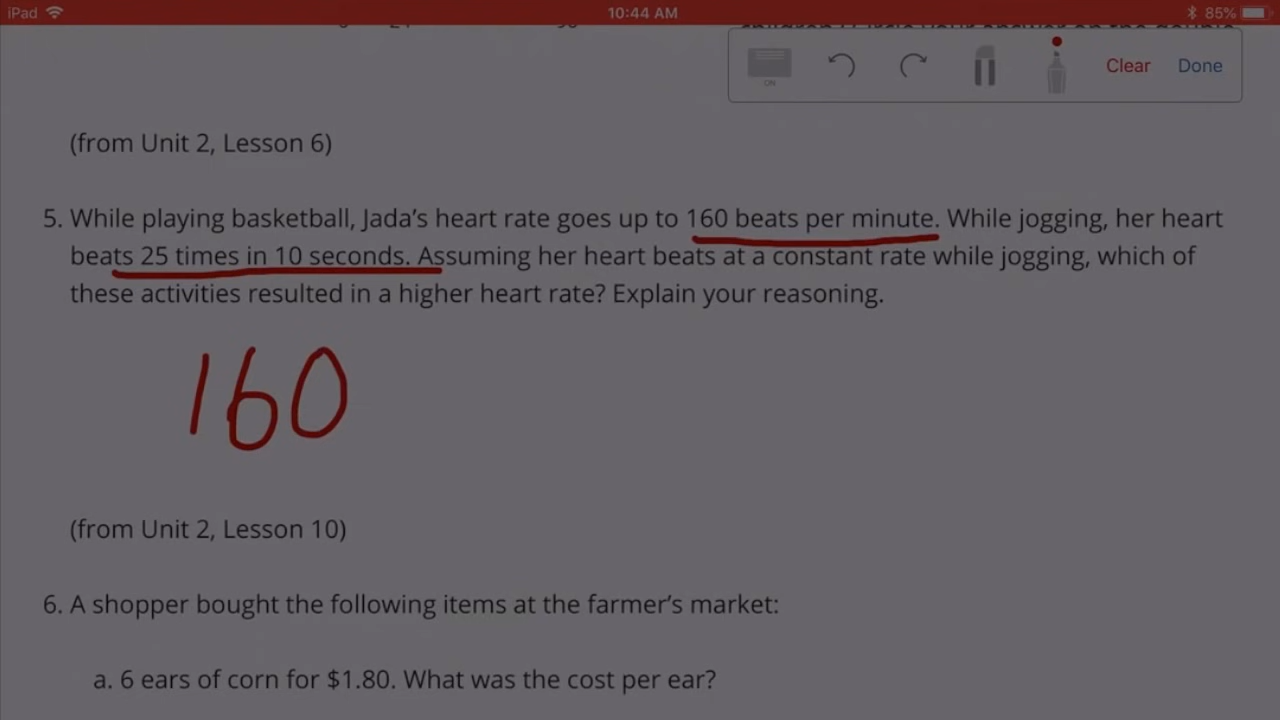 iPad
10:44 AM
85%
ON
Clear
Done
(from Unit 2, Lesson 6)
5. While playing basketball, Jada's heart rate goes up to 160 beats per minute. While jogging, her heart
beats 25 times in 10 seconds. Assuming her heart beats at a constant rate while jogging, which of
these activities resulted in a higher heart rate? Explain your reasoning.
160
(from Unit 2, Lesson 10)
6. A shopper bought the following items at the farmer's market:
a. 6 ears of corn for $1.80. What was the cost per ear?